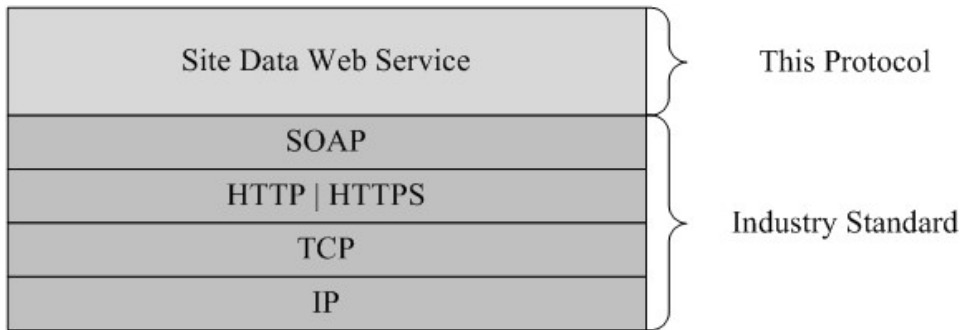 Site Data Web Service
This Protocol
SOAP
HTTP | HTTPS
TCP
IP
Industry Standard